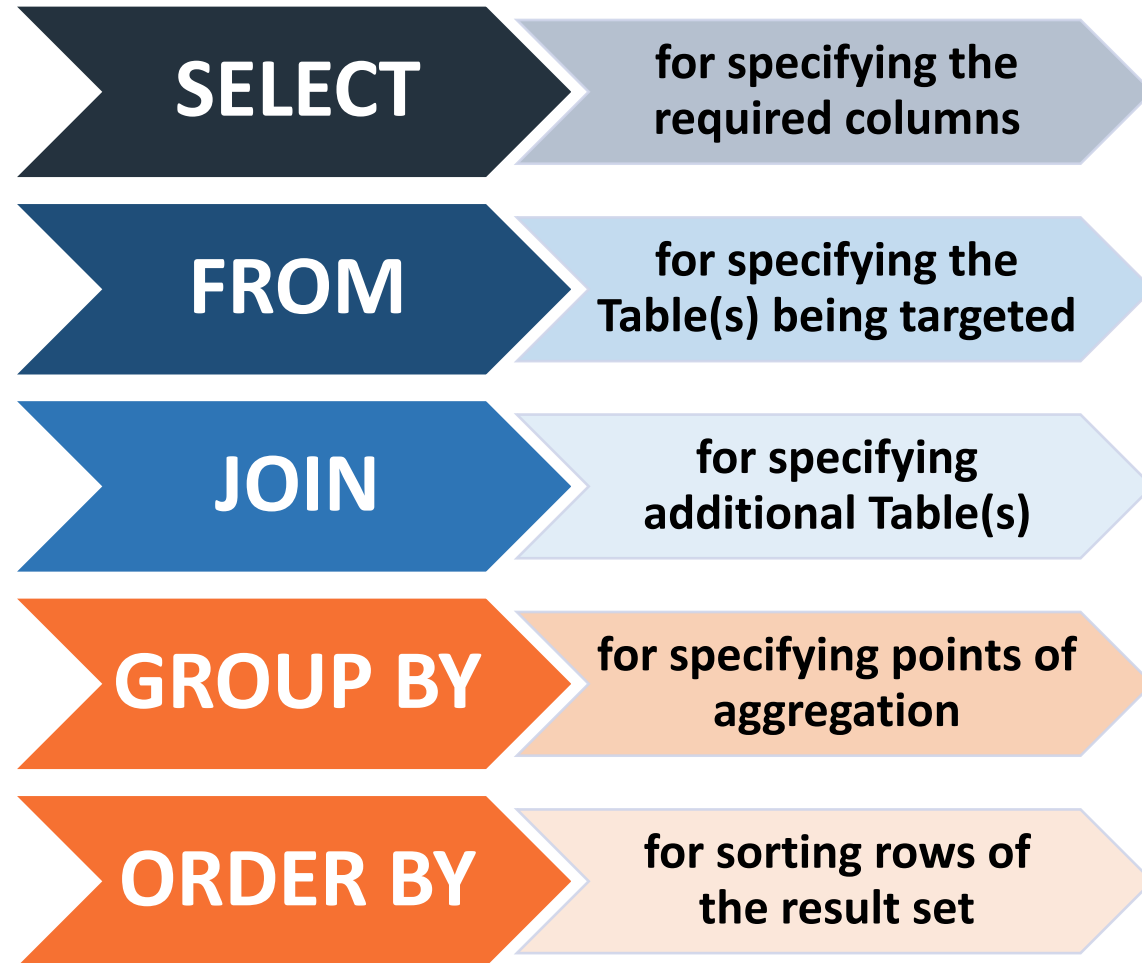 SELECT
for specifying the
required columns
FROM
for specifying the
Table(s) being targeted
JOIN
for specifying
additional Table(s)
GROUP BY
for specifying points of
aggregation
ORDER BY
for sorting rows of
the result set